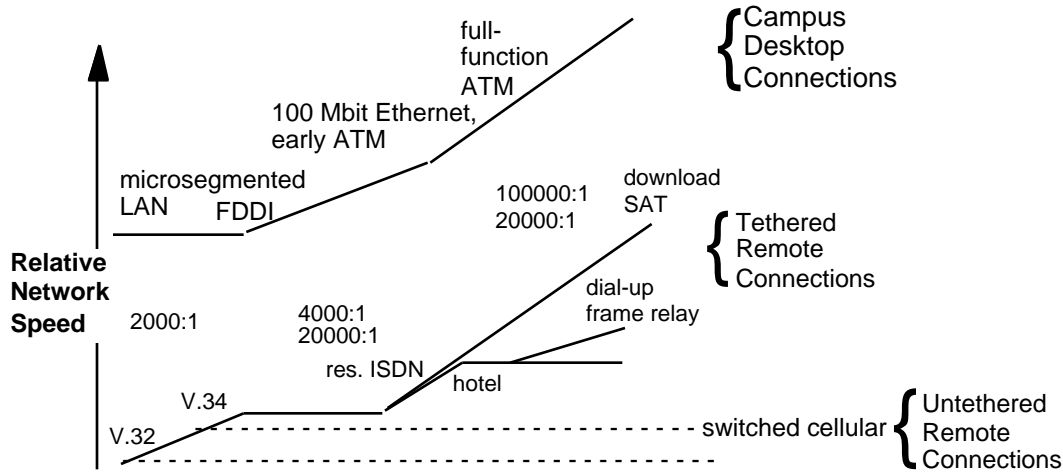 full-
function
ATM
Campus
Desktop
Connections
100 Mbit Ethernet,
early ATM
microsegmented
LAN
FDDI
100000:1
20000:1
download
SAT
Tethered
Remote
Connections
Relative
Network
Speed
2000:1
4000:1
20000:1
dial-up
frame relay
res. ISDN
hotel
V.34
V.32
switched cellular
Untethered
Remote
Connections